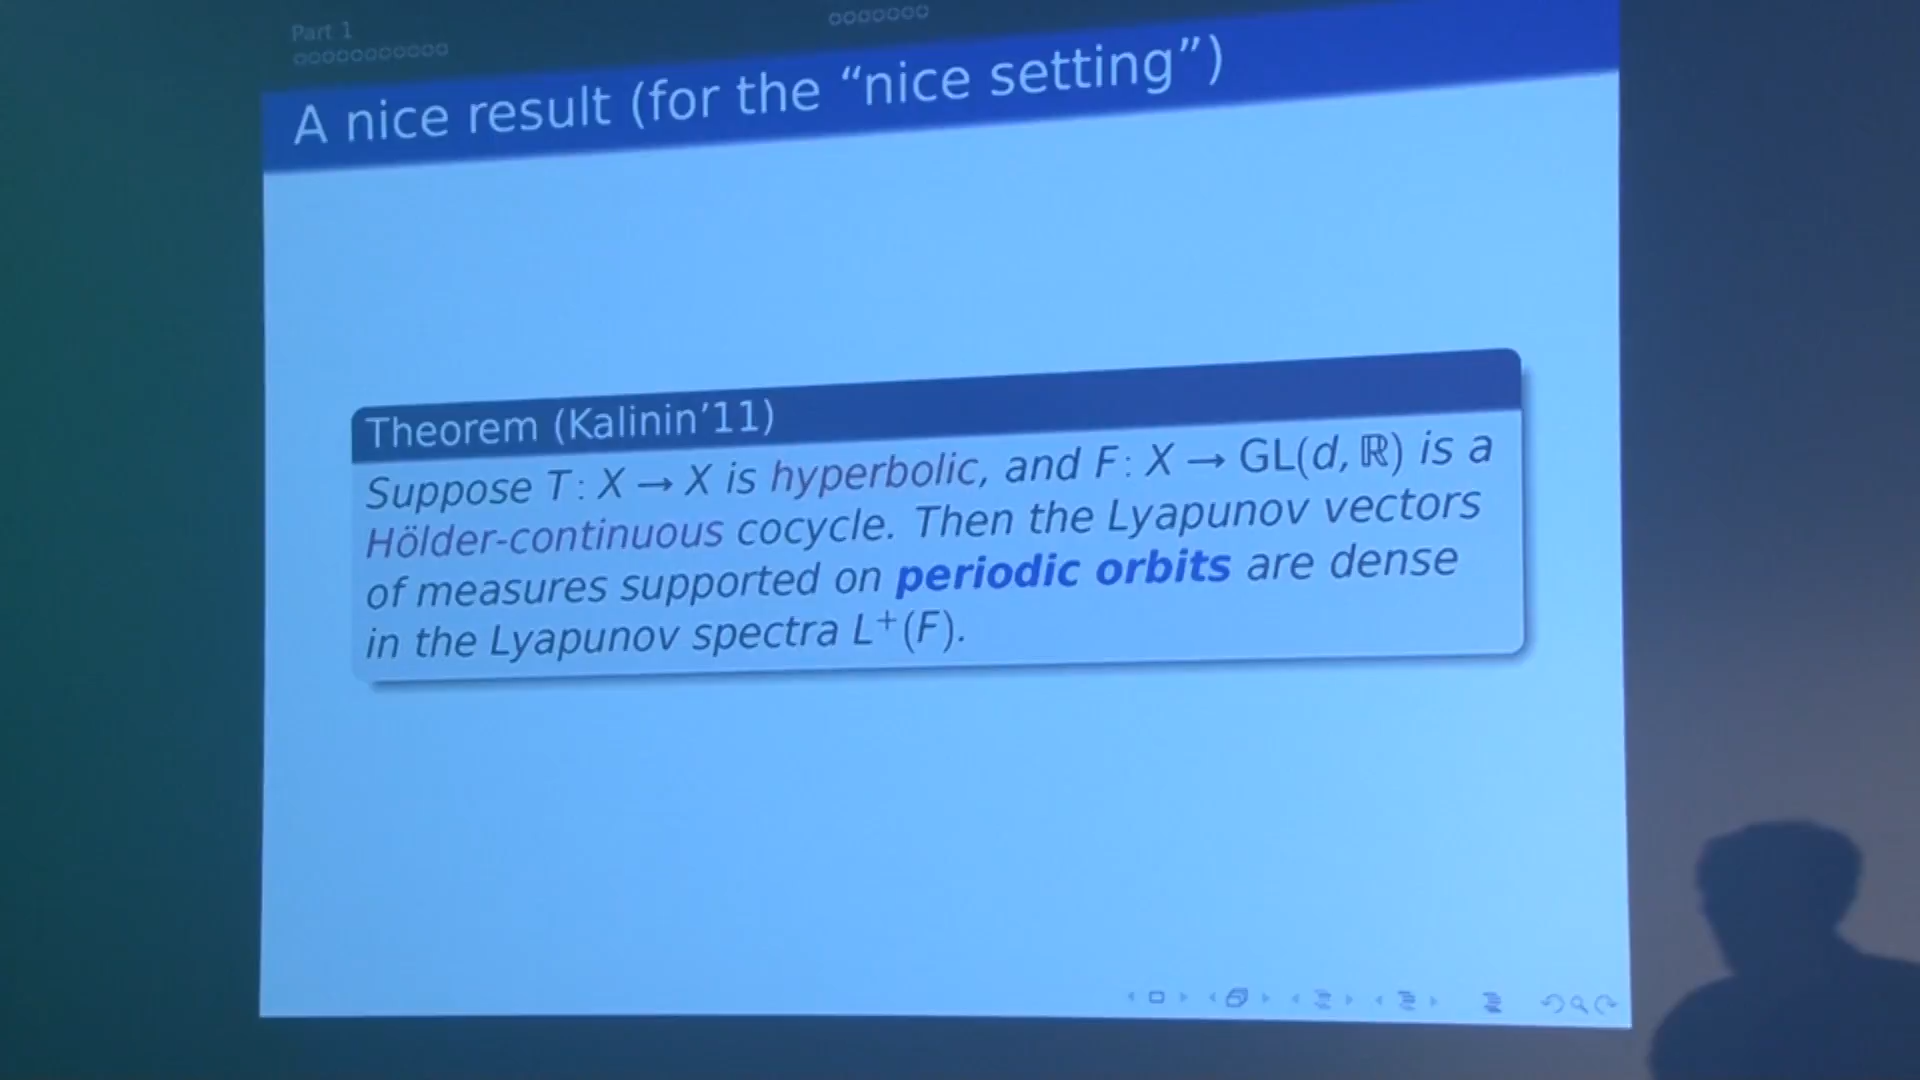 Part 1
A nice result (for the “nice setting”)
Theorem (Kalinin’11)
Suppose T: X → X is hyperbolic, and F: X → GL(d, ℝ) is a
Hölder-continuous cocycle. Then the Lyapunov vectors
of measures supported on periodic orbits are dense
in the Lyapunov spectra L⁺(F).